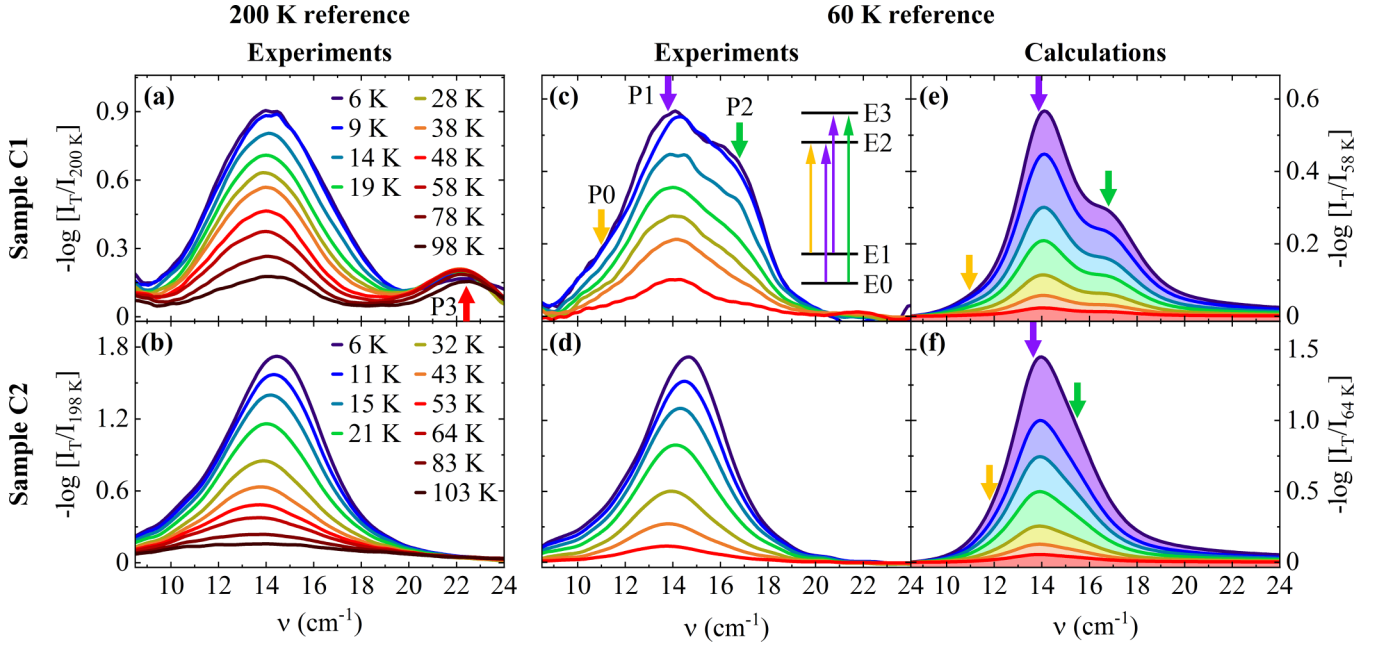 200 K reference
60 K reference
Experiments
Experiments
Calculations
Sample C1
-log [I_T/I_200 K]
(a)
6 K
9 K
14 K
19 K
28 K
38 K
48 K
58 K
78 K
98 K
P3
0.9
0.6
0.3
0
(c)
P0
P1
P2
E3
E2
E1
E0
(e)
0.6
0.4
0.2
0
-log [I_T/I_58 K]
Sample C2
-log [I_T/I_198 K]
(b)
6 K
11 K
15 K
21 K
32 K
43 K
53 K
64 K
83 K
103 K
1.8
1.2
0.6
0
10 12 14 16 18 20 22 24
ν (cm⁻¹)
(d)
10 12 14 16 18 20 22 24
ν (cm⁻¹)
(f)
1.5
1.0
0.5
0
-log [I_T/I_64 K]
10 12 14 16 18 20 22 24
ν (cm⁻¹)